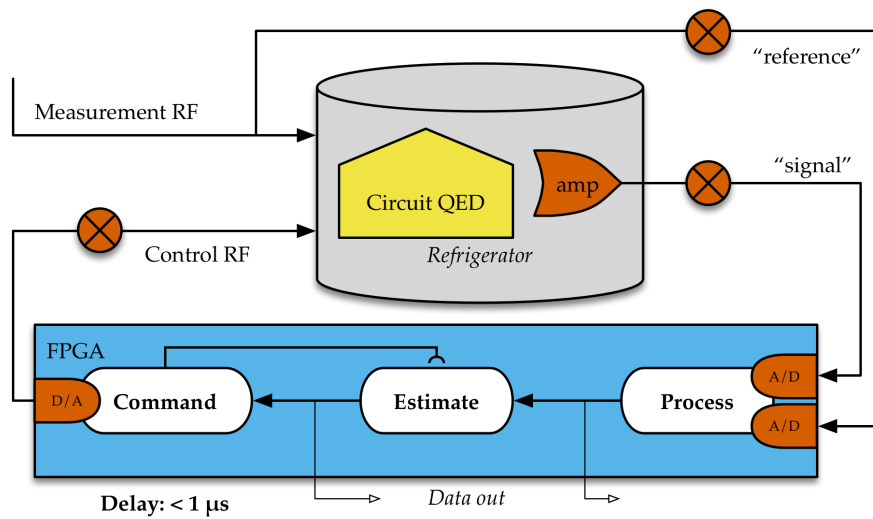 “reference”
Measurement RF
“signal”
amp
Circuit QED
Control RF
Refrigerator
FPGA
A/D
D/A
Command
Estimate
Process
A/D
Data out
Delay: < 1 μs